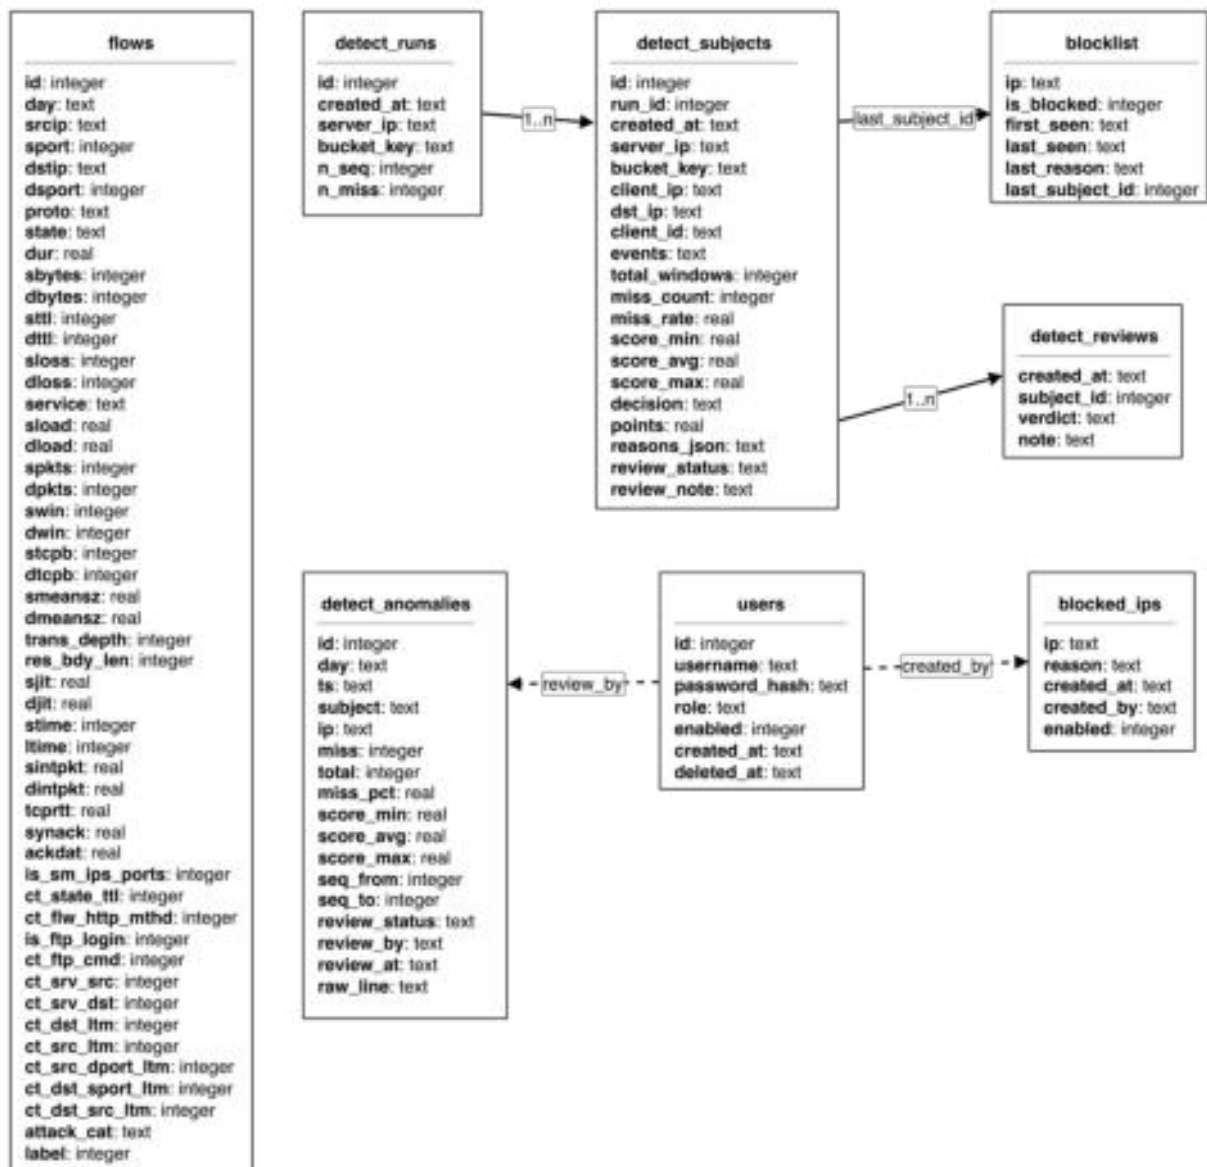 flows
id: integer
day: text
srcip: text
sport: integer
dstip: text
dsport: integer
proto: text
state: text
dur: real
sbytes: integer
dbytes: integer
sttl: integer
dttl: integer
sloss: integer
dloss: integer
service: text
sload: real
dload: real
spkts: integer
dpkts: integer
swin: integer
dwin: integer
stcpb: integer
dtcpb: integer
smeansz: real
dmeansz: real
trans_depth: integer
res_bdy_len: integer
sjit: real
djit: real
stime: integer
ltime: integer
sintpkt: real
dintpkt: real
tcprtt: real
synack: real
ackdat: real
is_sm_ips_ports: integer
ct_state_ttl: integer
ct_flw_http_mthd: integer
is_ftp_login: integer
ct_ftp_cmd: integer
ct_srv_src: integer
ct_srv_dst: integer
ct_dst_ltm: integer
ct_src_ltm: integer
ct_src_dport_ltm: integer
ct_dst_sport_ltm: integer
ct_dst_src_ltm: integer
attack_cat: text
label: integer
detect_runs
id: integer
created_at: text
server_ip: text
bucket_key: text
n_seq: integer
n_miss: integer
1..n
detect_subjects
id: integer
run_id: integer
created_at: text
server_ip: text
bucket_key: text
client_ip: text
dst_ip: text
client_id: text
events: text
total_windows: integer
miss_count: integer
miss_rate: real
score_min: real
score_avg: real
score_max: real
decision: text
points: real
reasons_json: text
review_status: text
review_note: text
last_subject_id
blocklist
ip: text
is_blocked: integer
first_seen: text
last_seen: text
last_reason: text
last_subject_id: integer
1..n
detect_reviews
created_at: text
subject_id: integer
verdict: text
note: text
detect_anomalies
id: integer
day: text
ts: text
subject: text
ip: text
miss: integer
total: integer
miss_pct: real
score_min: real
score_avg: real
score_max: real
seq_from: integer
seq_to: integer
review_status: text
review_by: text
review_at: text
raw_line: text
review_by
users
id: integer
username: text
password_hash: text
role: text
enabled: integer
created_at: text
deleted_at: text
created_by
blocked_ips
ip: text
reason: text
created_at: text
created_by: text
enabled: integer